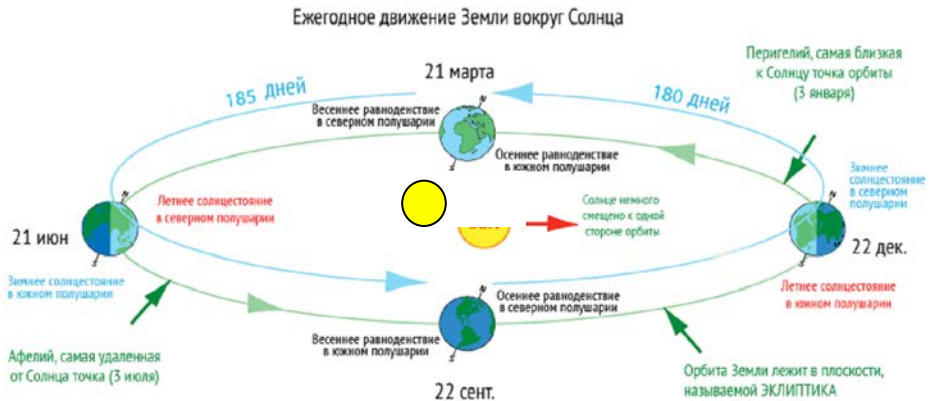 Ежегодное движение Земли вокруг Солнца
Перигелий, самая близкая
к Солнцу точка орбиты
(3 января)
21 марта
185 дней
180 дней
N
Весеннее равноденствие
в северном полушарии
Осеннее равноденствие
в южном полушарии
S
Зимнее
солнцестояние
в северном
полушарии
N
Летнее солнцестояние
в северном полушарии
Солнце немного
смещено к одной
стороне орбиты
N
21 июн
22 дек.
S
S
Зимнее солнцестояние
в южном полушарии
Летнее солнцестояние
в южном полушарии
N
Осеннее равноденствие
в северном полушарии
Весеннее равноденствие
в южном полушарии
S
Афелий, самая удаленная
от Солнца точка (3 июля)
Орбита Земли лежит в плоскости,
называемой ЭКЛИПТИКА
22 сент.